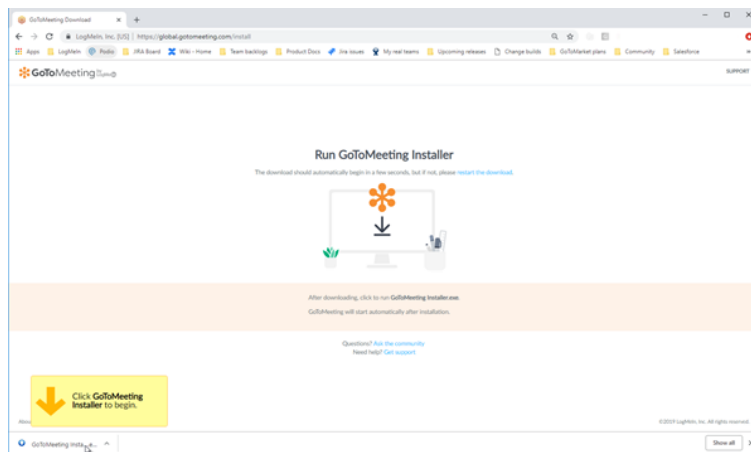 GoToMeeting Download
LogMeIn, Inc. [US] | https://global.gotomeeting.com/install
Apps LogMeIn Podio JIRA Board Wiki - Home Team backlogs Product Docs Jira issues My real teams Upcoming releases Change builds GoToMarket plans Community Salesforce
GoToMeeting
SUPPORT
Run GoToMeeting Installer
The download should automatically begin in a few seconds, but if not, please restart the download.
After downloading, click to run GoToMeeting Installer.exe.
GoToMeeting will start automatically after installation.
Questions? Ask the community
Need help? Get support
Click GoToMeeting
Installer to begin.
©2019 LogMeIn, Inc. All rights reserved.
GoToMeeting Insta....e...
Show all